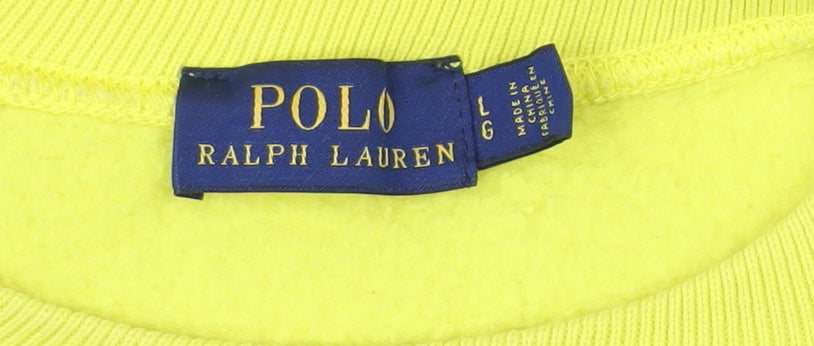 POLO
RALPH LAUREN
L
G
MADE IN
CHINA
FABRIQUÉ EN
CHINE